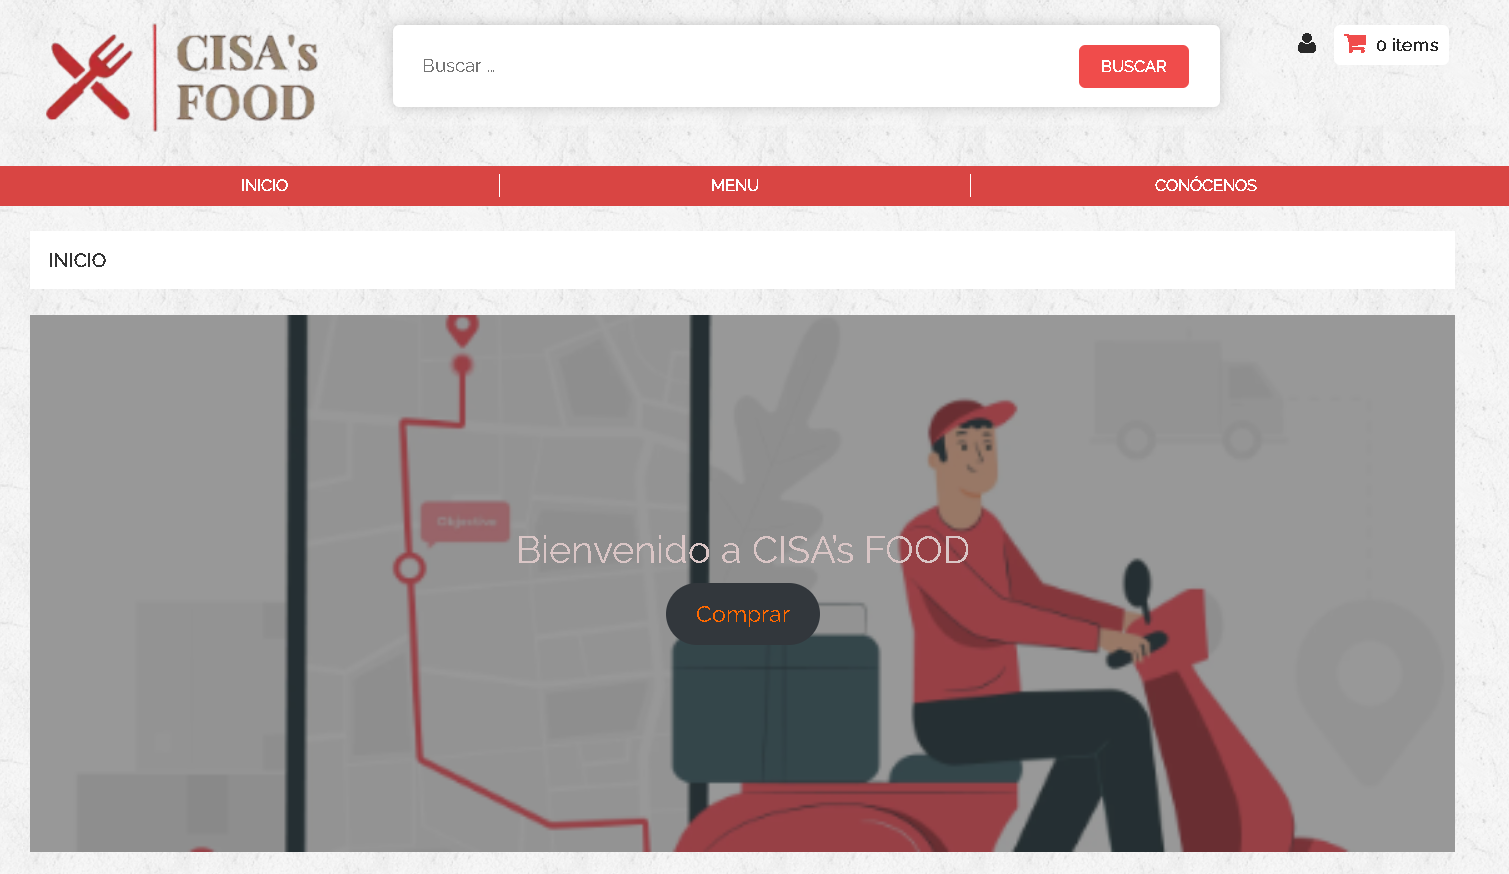 CISA's
FOOD
Buscar ...
BUSCAR
0 items
INICIO
MENU
CONÓCENOS
INICIO
Objective
Bienvenido a CISA's FOOD
Comprar